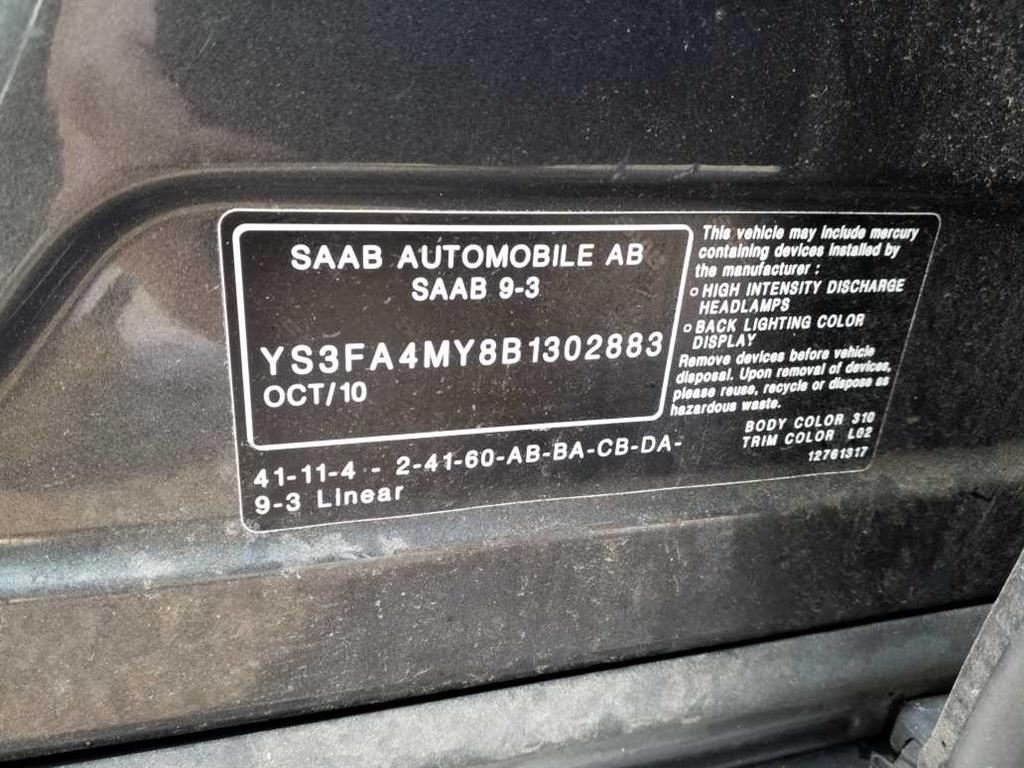 SAAB AUTOMOBILE AB
SAAB 9-3
YS3FA4MY8B1302883
OCT/10
41-11-4 - 2-41-60-AB-BA-CB-DA-
9-3 Linear
This vehicle may include mercury
containing devices installed by
the manufacturer :
o HIGH INTENSITY DISCHARGE
HEADLAMPS
o BACK LIGHTING COLOR
DISPLAY
Remove devices before vehicle
disposal. Upon removal of devices,
please reuse, recycle or dispose as
hazardous waste.
BODY COLOR 310
TRIM COLOR L02
12761317